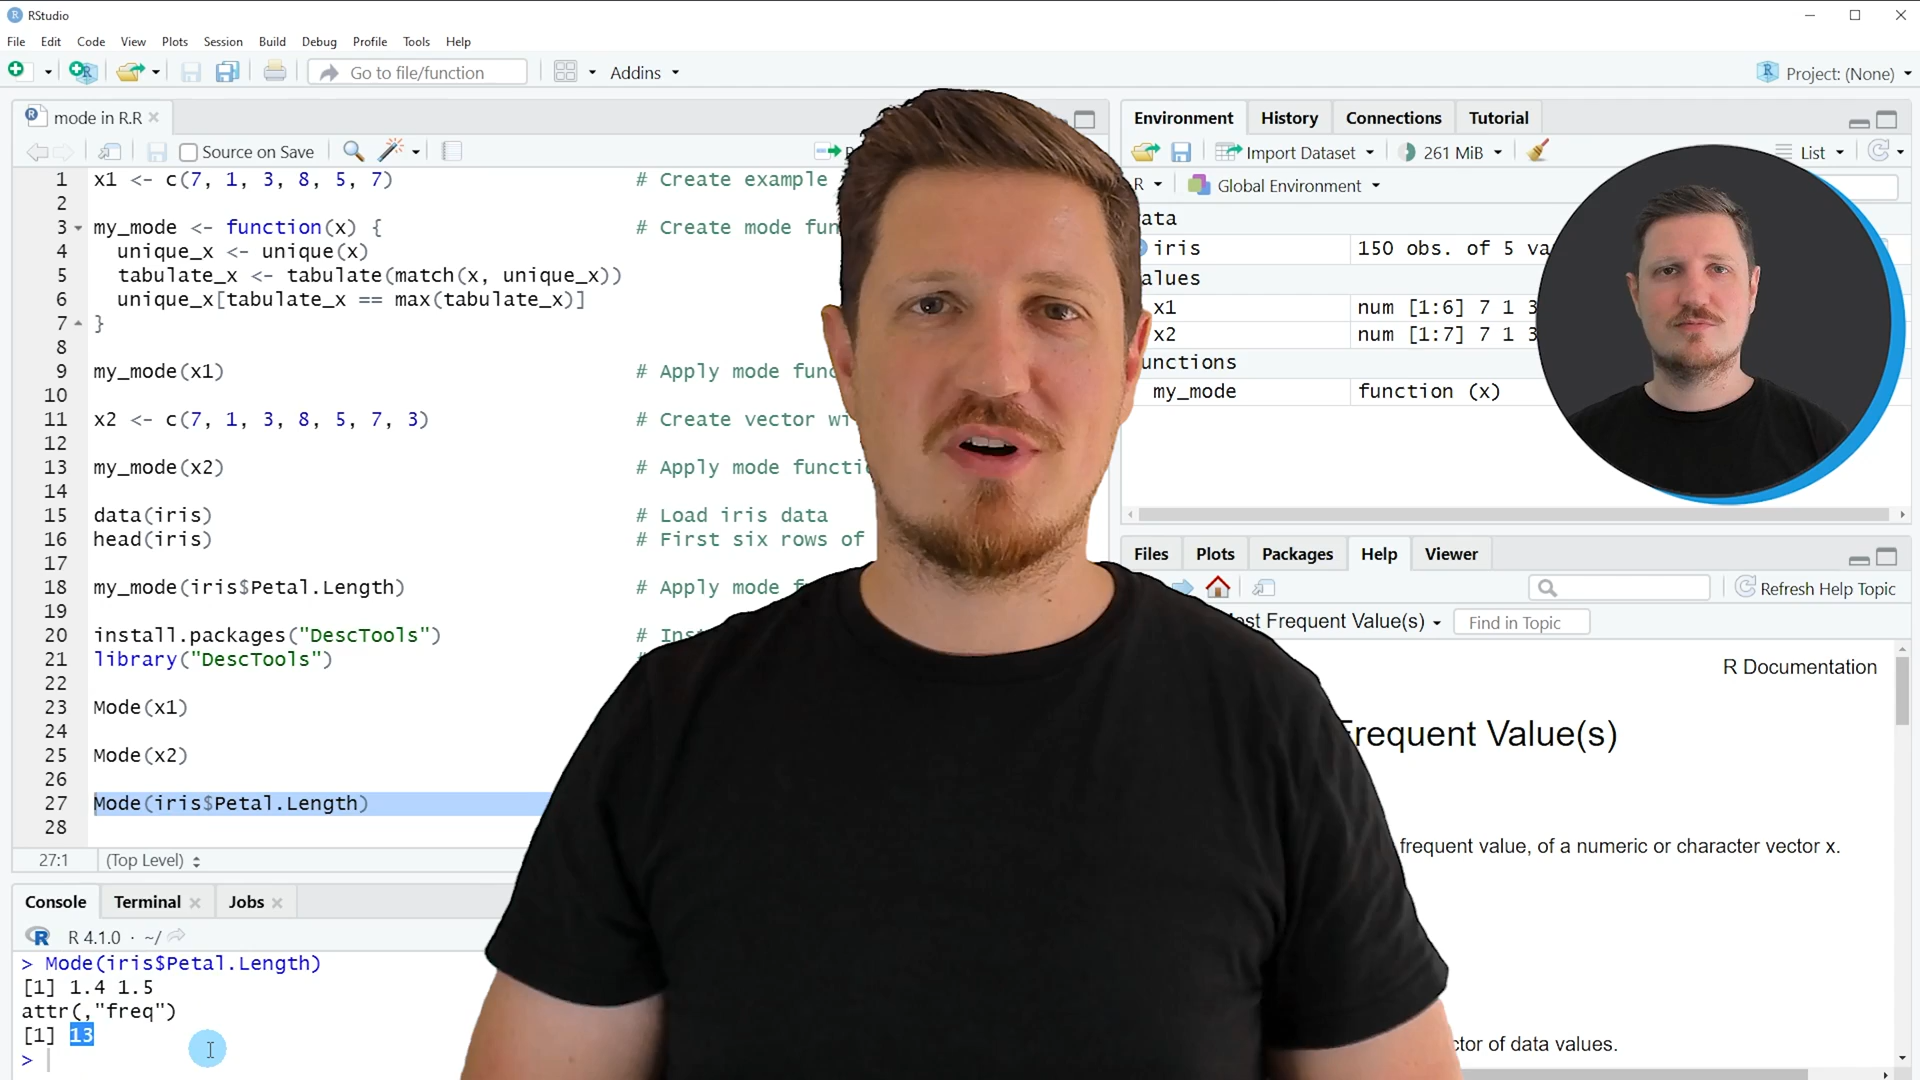 RStudio
File Edit Code View Plots Session Build Debug Profile Tools Help
Go to file/function Addins Project: (None)
mode in R.R
Source on Save
1 x1 <- c(7, 1, 3, 8, 5, 7) # Create example
2
3 my_mode <- function(x) { # Create mode
4 unique_x <- unique(x)
5 tabulate_x <- tabulate(match(x, unique_x))
6 unique_x[tabulate_x == max(tabulate_x)]
7 }
8
9 my_mode(x1) # Apply mode
10
11 x2 <- c(7, 1, 3, 8, 5, 7, 3) # Create vector
12
13 my_mode(x2) # Apply mode
14
15 data(iris) # Load iris data
16 head(iris) # First six rows of
17
18 my_mode(iris$Petal.Length) # Apply mode
19
20 install.packages("DescTools") #
21 library("DescTools")
22
23 Mode(x1)
24
25 Mode(x2)
26
27 Mode(iris$Petal.Length)
28
27:1 (Top Level)
Console Terminal Jobs
R 4.1.0 · ~/
> Mode(iris$Petal.Length)
[1] 1.4 1.5
attr(,"freq")
[1] 13
>
Environment History Connections Tutorial
Import Dataset 261 MiB List
R Global Environment
iris 150 obs. of 5
x1 num [1:6] 7 1 3
x2 num [1:7] 7 1 3
my_mode function (x)
Files Plots Packages Help Viewer
Refresh Help Topic
Frequent Value(s) Find in Topic
R Documentation
Frequent Value(s)
frequent value, of a numeric or character vector x.
of data values.